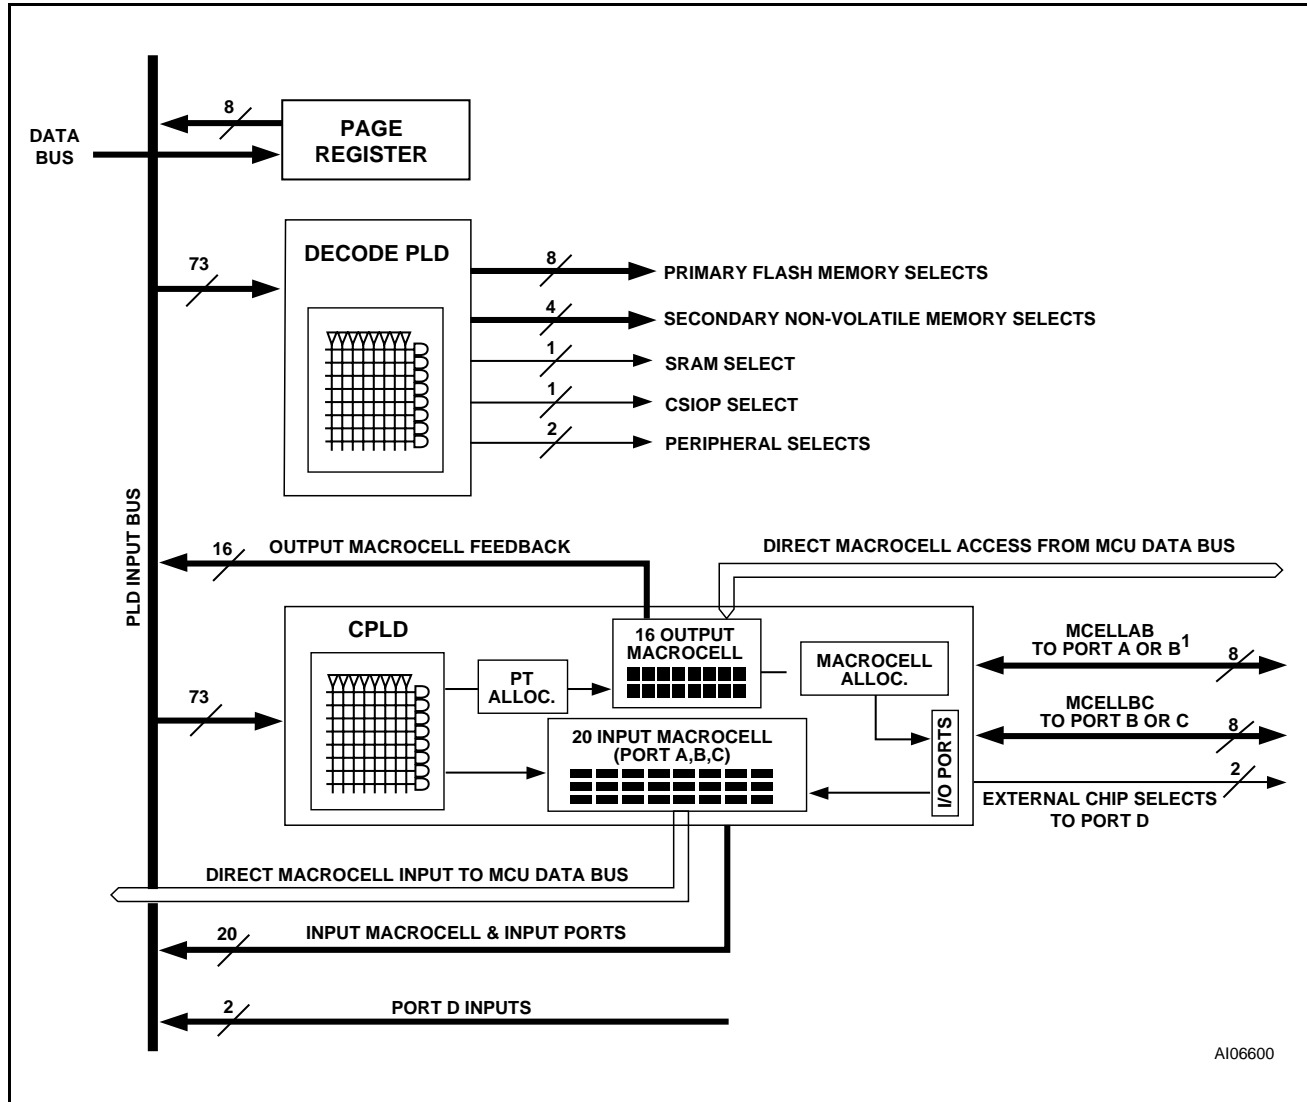 8
PAGE
REGISTER
DATA
BUS
DECODE PLD
73
8
PRIMARY FLASH MEMORY SELECTS
4
SECONDARY NON-VOLATILE MEMORY SELECTS
1
SRAM SELECT
1
CSIOP SELECT
2
PERIPHERAL SELECTS
PLD INPUT BUS
16
OUTPUT MACROCELL FEEDBACK
DIRECT MACROCELL ACCESS FROM MCU DATA BUS
CPLD
73
PT
ALLOC.
16 OUTPUT
MACROCELL
MACROCELL
ALLOC.
20 INPUT MACROCELL
(PORT A,B,C)
I/O PORTS
MCELLAB
TO PORT A OR B1
8
MCELLBC
TO PORT B OR C
8
2
EXTERNAL CHIP SELECTS
TO PORT D
DIRECT MACROCELL INPUT TO MCU DATA BUS
20
INPUT MACROCELL & INPUT PORTS
2
PORT D INPUTS
AI06600